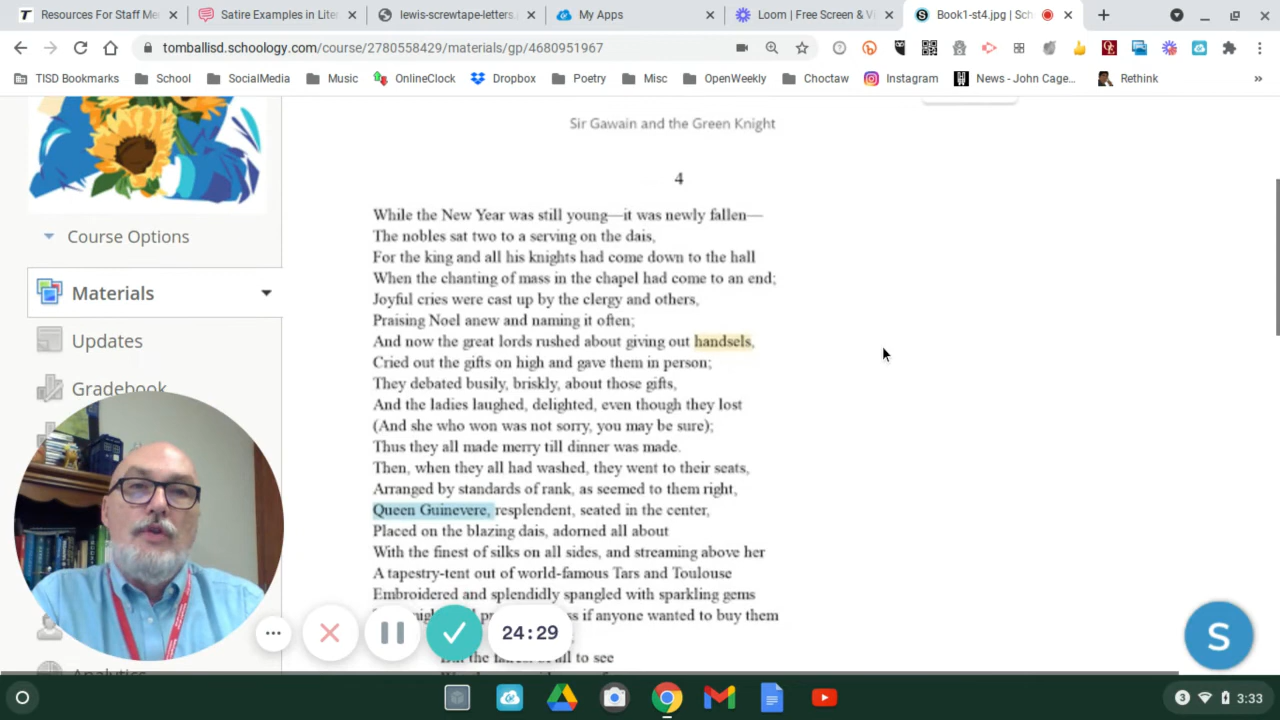 Resources For Staff Me
Satire Examples in Lite
lewis-screwtape-letters.
My Apps
Loom | Free Screen & V
Book1-st4.jpg | Sch
tomballisd.schoology.com/course/2780558429/materials/gp/4680951967
TISD Bookmarks
School
SocialMedia
Music
OnlineClock
Dropbox
Poetry
Misc
OpenWeekly
Choctaw
Instagram
News - John Cage...
Rethink
»
Sir Gawain and the Green Knight
4
Course Options
Materials
Updates
Gradebook
While the New Year was still young—it was newly fallen—
The nobles sat two to a serving on the dais,
For the king and all his knights had come down to the hall
When the chanting of mass in the chapel had come to an end;
Joyful cries were cast up by the clergy and others,
Praising Noel anew and naming it often;
And now the great lords rushed about giving out handsels,
Cried out the gifts on high and gave them in person;
They debated busily, briskly, about those gifts,
And the ladies laughed, delighted, even though they lost
(And she who won was not sorry, you may be sure);
Thus they all made merry till dinner was made.
Then, when they all had washed, they went to their seats,
Arranged by standards of rank, as seemed to them right,
Queen Guinevere, resplendent, seated in the center,
Placed on the blazing dais, adorned all about
With the finest of silks on all sides, and streaming above her
A tapestry-tent out of world-famous Tars and Toulouse
Embroidered and splendidly spangled with sparkling gems
if anyone wanted to buy them
the all to see
24:29
S
Analytics
3
3:33